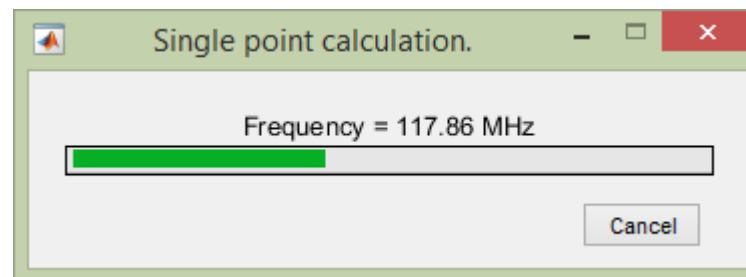 Single point calculation.
Frequency = 117.86 MHz
Cancel